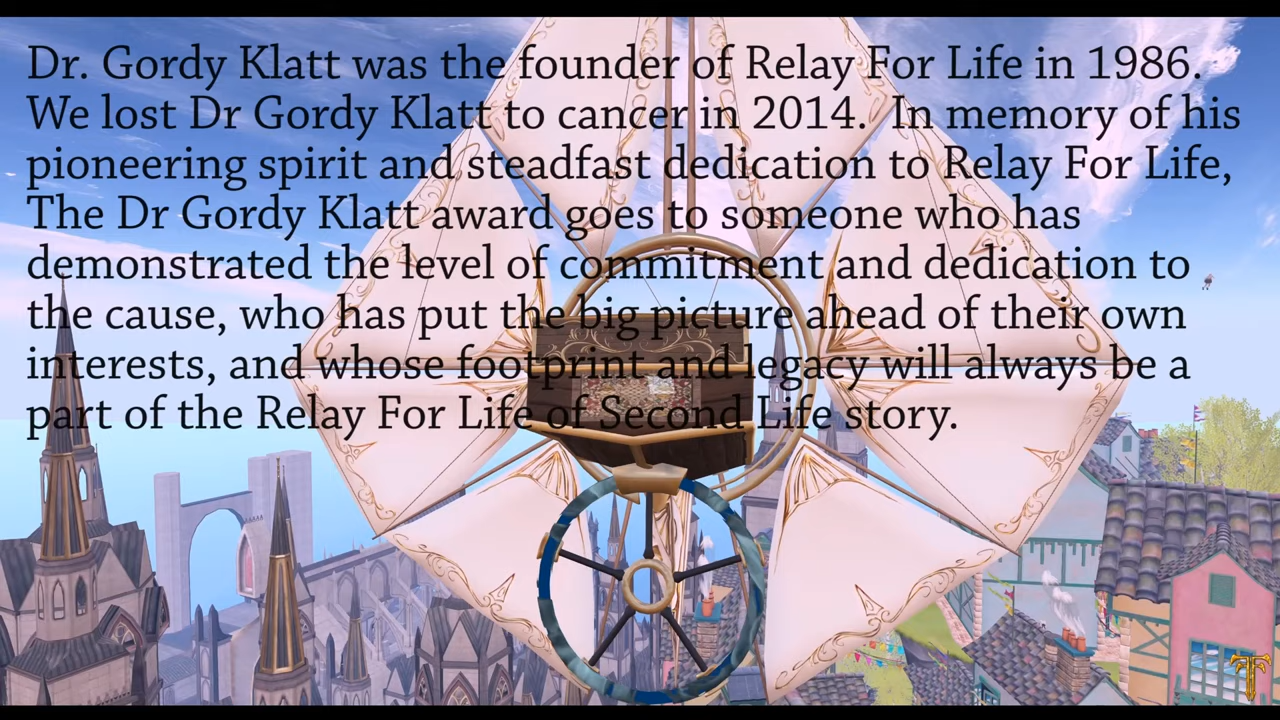 Dr. Gordy Klatt was the founder of Relay For Life in 1986.
We lost Dr Gordy Klatt to cancer in 2014.  In memory of his
pioneering spirit and steadfast dedication to Relay For Life,
The Dr Gordy Klatt award goes to someone who has
demonstrated the level of commitment and dedication to
the cause, who has put the big picture ahead of their own
interests, and whose footprint and legacy will always be a
part of the Relay For Life of Second Life story.